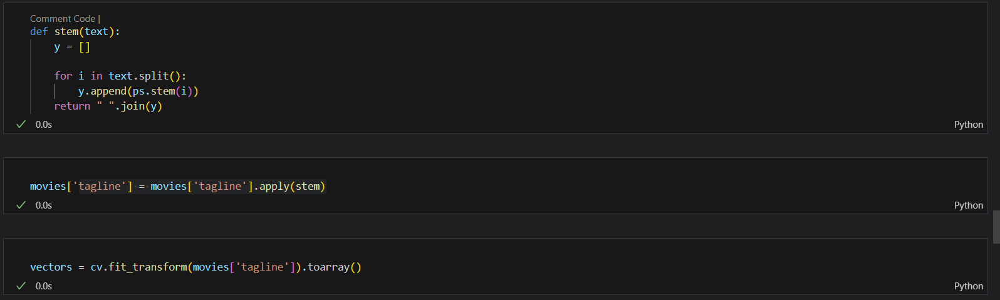 Comment Code |
def stem(text):
    y = []
    for i in text.split():
        y.append(ps.stem(i))
    return " ".join(y)
0.0s
Python
movies['tagline'] = movies['tagline'].apply(stem)
0.0s
Python
vectors = cv.fit_transform(movies['tagline']).toarray()
0.0s
Python